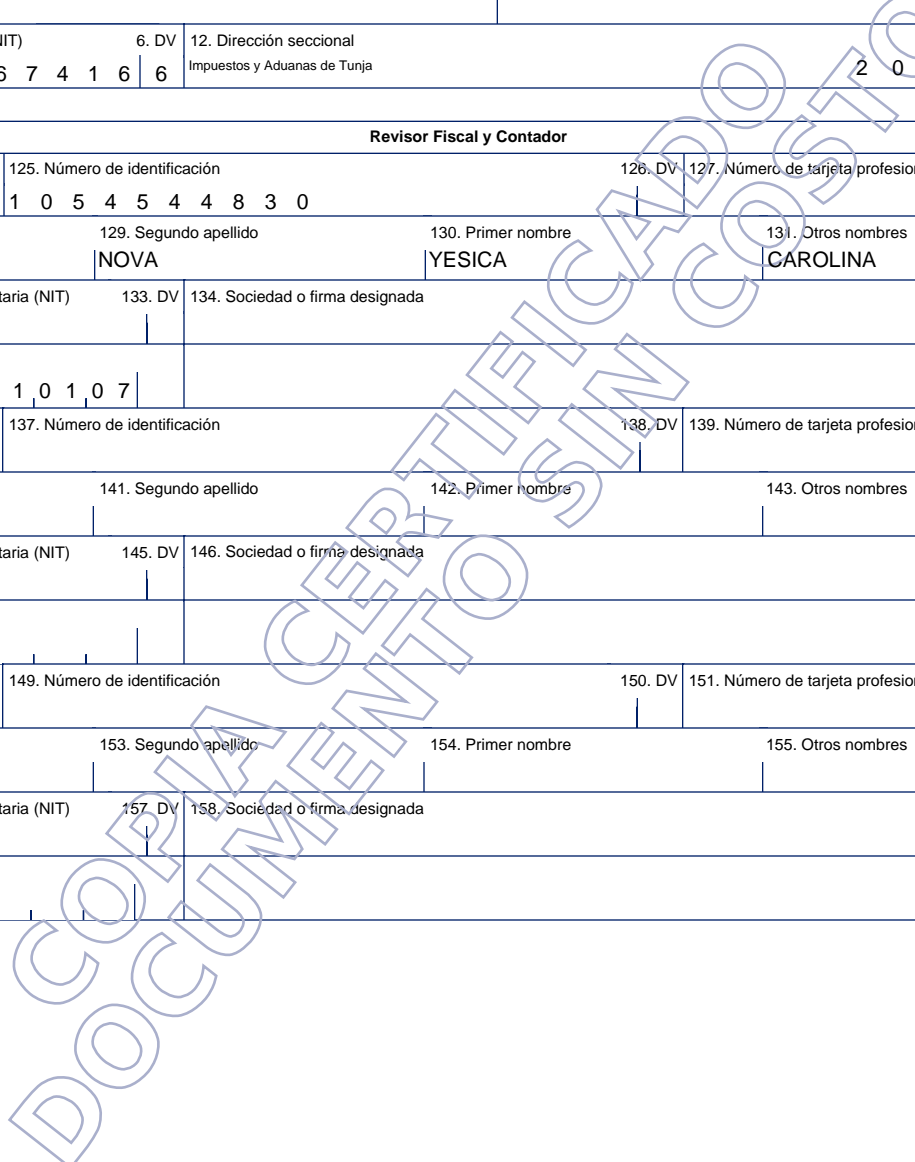 (NIT) 6. DV 12. Dirección seccional
6 7 4 1 6 6 Impuestos y Aduanas de Tunja 2 0
Revisor Fiscal y Contador
125. Número de identificación 126. DV 127. Número de tarjeta profesion
1 0 5 4 5 4 4 8 3 0
129. Segundo apellido 130. Primer nombre 131. Otros nombres
NOVA YESICA CAROLINA
taria (NIT) 133. DV 134. Sociedad o firma designada
1 0 1 0 7
137. Número de identificación 138. DV 139. Número de tarjeta profesion
141. Segundo apellido 142. Primer nombre 143. Otros nombres
taria (NIT) 145. DV 146. Sociedad o firma designada
149. Número de identificación 150. DV 151. Número de tarjeta profesion
153. Segundo apellido 154. Primer nombre 155. Otros nombres
taria (NIT) 157. DV 158. Sociedad o firma designada
COPIA CERTIFICADO
DOCUMENTO SIN COSTO